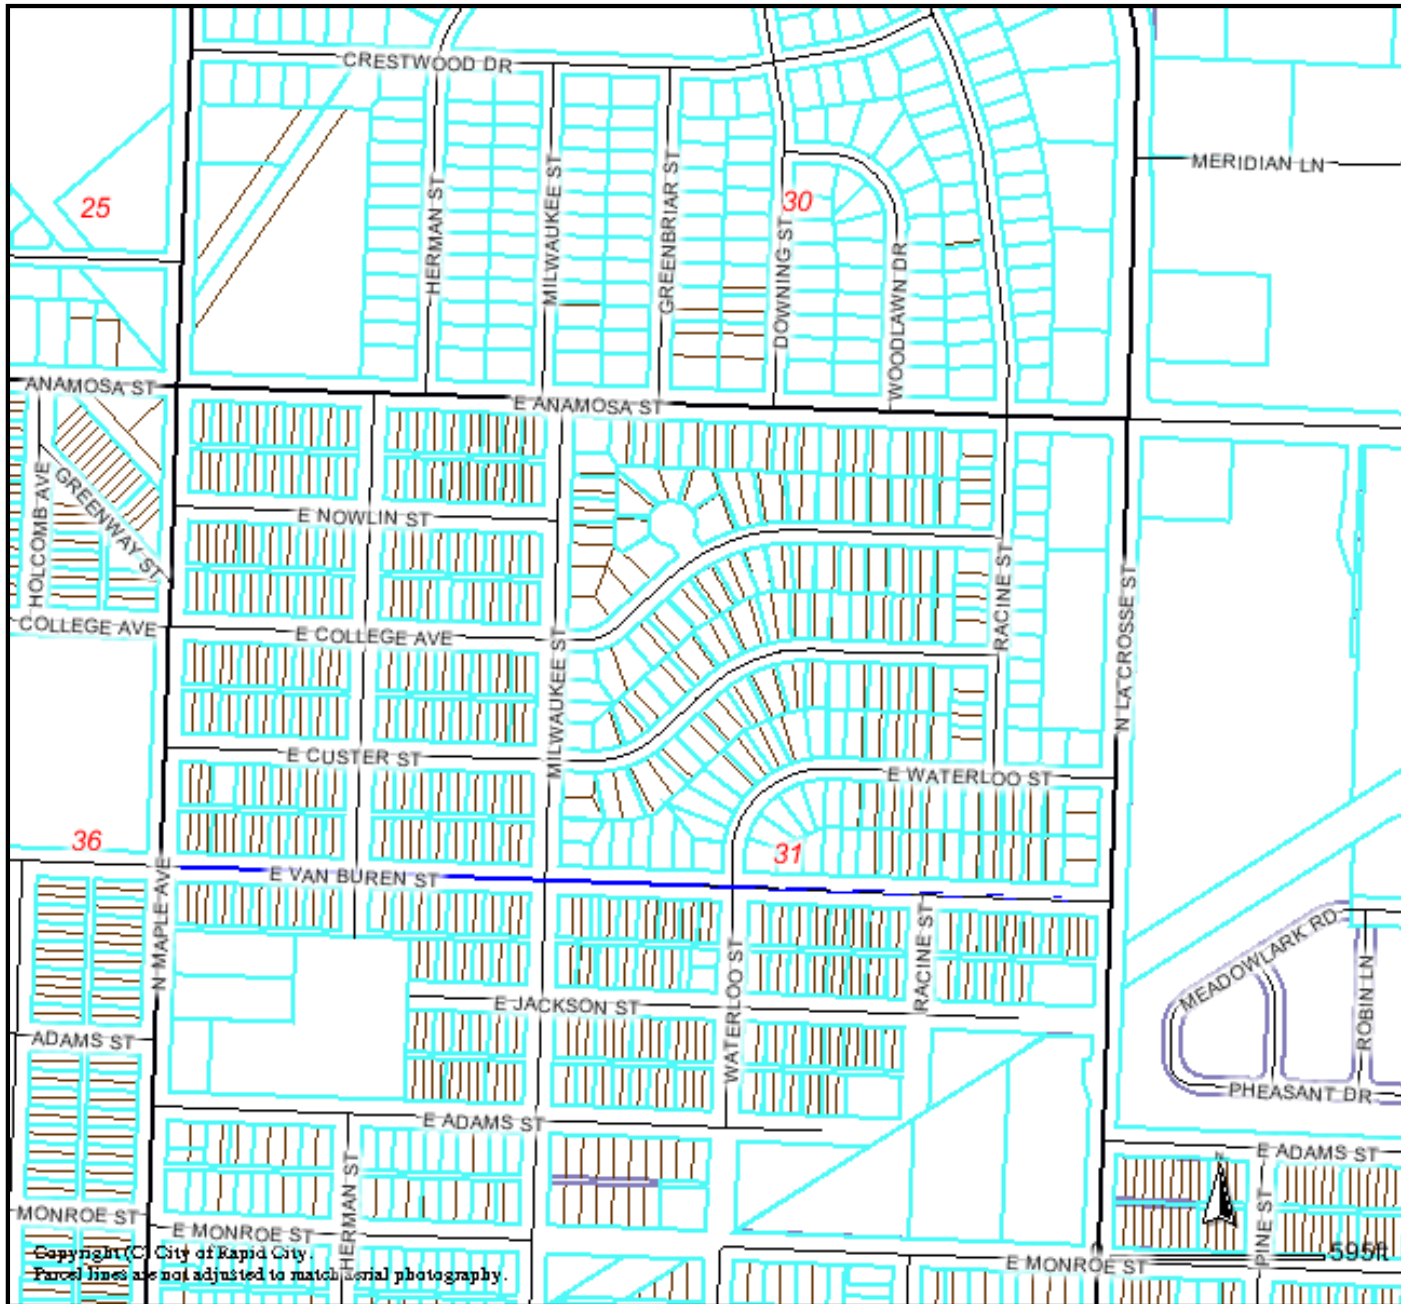 CRESTWOOD DR
MERIDIAN LN
HERMAN ST
MILWAUKEE ST
GREENBRIAR ST
DOWNING ST
WOODLAWN DR
25
30
ANAMOSA ST
E ANAMOSA ST
HOLCOMB AVE
GREENWAY ST
E NOWLIN ST
COLLEGE AVE
E COLLEGE AVE
MILWAUKEE ST
RACINE ST
N LA CROSSE ST
E CUSTER ST
E WATERLOO ST
36
31
N MAPLE AVE
E VAN BUREN ST
WATERLOO ST
RACINE ST
MEADOWLARK RD
ROBIN LN
E JACKSON ST
ADAMS ST
PHEASANT DR
E ADAMS ST
E ADAMS ST
N
HERMAN ST
PINE ST
MONROE ST
E MONROE ST
E MONROE ST
595ft
Copyright (C) City of Rapid City.
Parcel lines are not adjusted to match aerial photography.